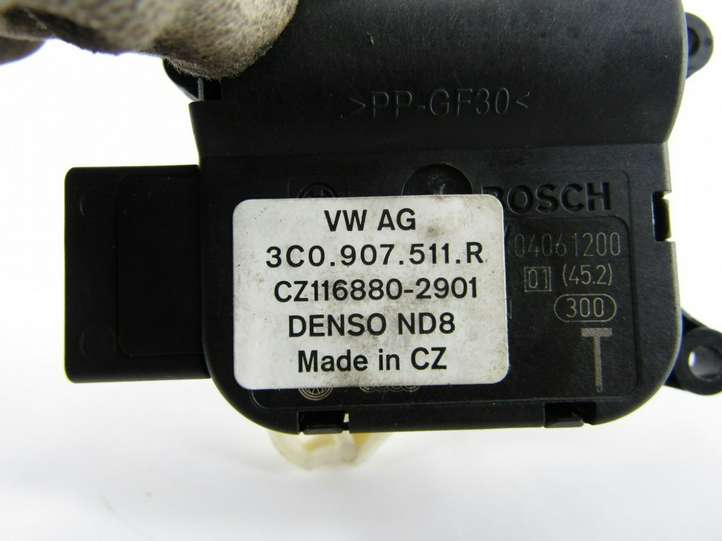 >PP-GF30<
BOSCH
VW AG
3C0.907.511.R
CZ116880-2901
DENSO ND8
Made in CZ
04061200
01 (45.2)
300
T